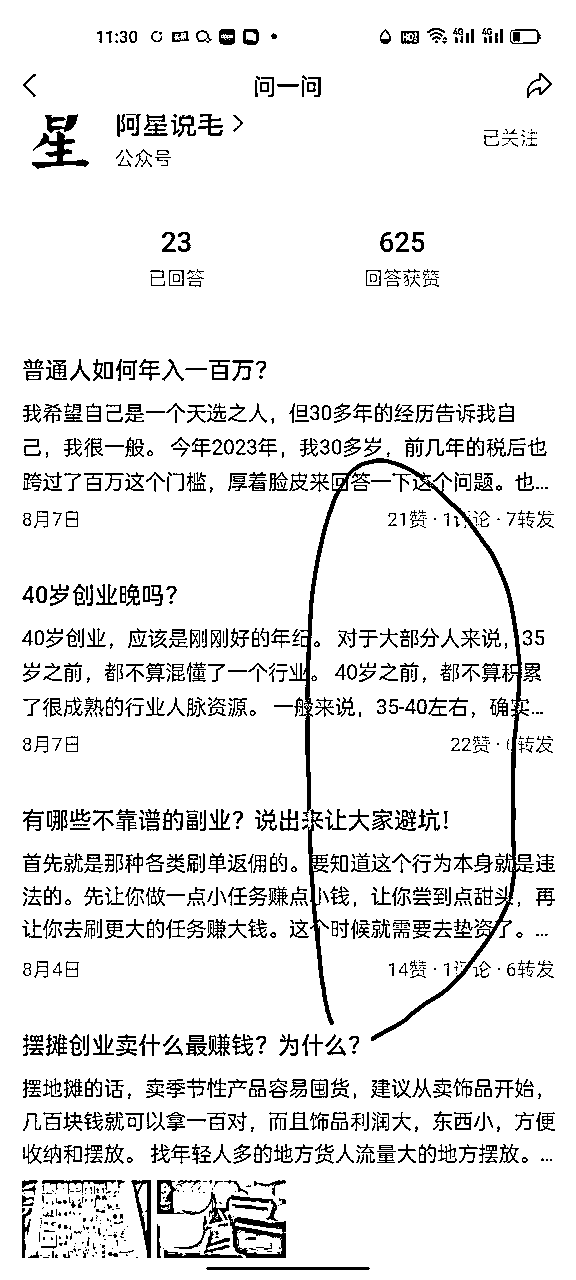 11:30
问一问
星 阿星说毛
公众号
已关注
23
已回答
625
回答获赞
普通人如何年入一百万？
我希望自己是一个天选之人，但30多年的经历告诉我自
己，我很一般。 今年2023年，我30多岁，前几年的税后也
跨过了百万这个门槛，厚着脸皮来回答一下这个问题。也...
8月7日
21赞 · 1评论 · 7转发
40岁创业晚吗？
40岁创业，应该是刚刚好的年纪。 对于大部分人来说，35
岁之前，都不算混懂了一个行业。 40岁之前，都不算积累
了很成熟的行业人脉资源。 一般来说，35-40左右，确实...
8月7日
22赞 · 6转发
有哪些不靠谱的副业？说出来让大家避坑！
首先就是那种各类刷单返佣的。要知道这个行为本身就是违
法的。先让你做一点小任务赚点小钱，让你尝到点甜头，再
让你去刷更大的任务赚大钱。这个时候就需要去垫资了。...
8月4日
14赞 · 1评论 · 6转发
摆摊创业卖什么最赚钱？为什么？
摆地摊的话，卖季节性产品容易囤货，建议从卖饰品开始，
几百块钱就可以拿一百对，而且饰品利润大，东西小，方便
收纳和摆放。 找年轻人多的地方货人流量大的地方摆放。...